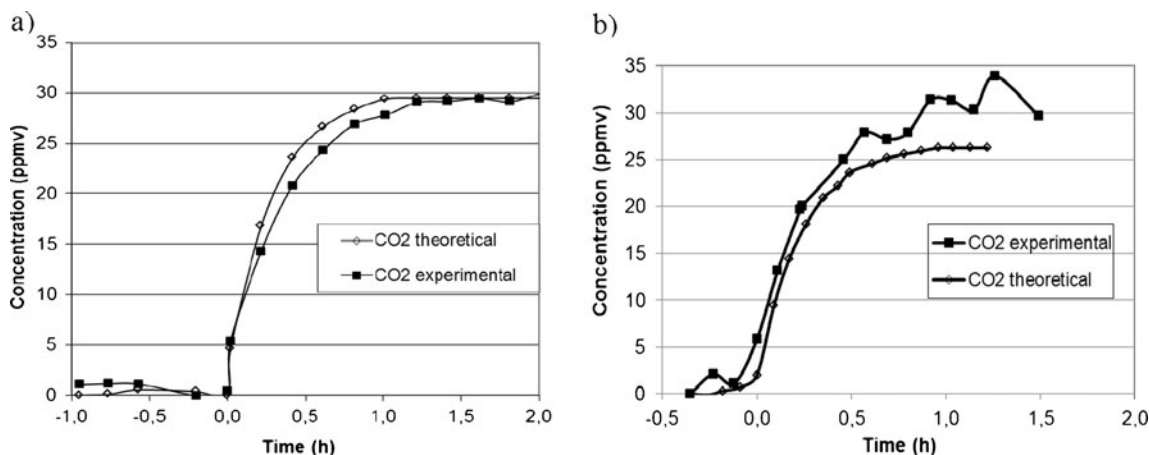 a)
35
30
25
20
15
10
5
0
Concentration (ppmv)
CO2 theoretical
CO2 experimental
-1,0 -0,5 0,0 0,5 1,0 1,5 2,0
Time (h)
b)
35
30
25
20
15
10
5
0
Concentration (ppmv)
CO2 experimental
CO2 theoretical
-0,5 0,0 0,5 1,0 1,5 2,0
Time (h)